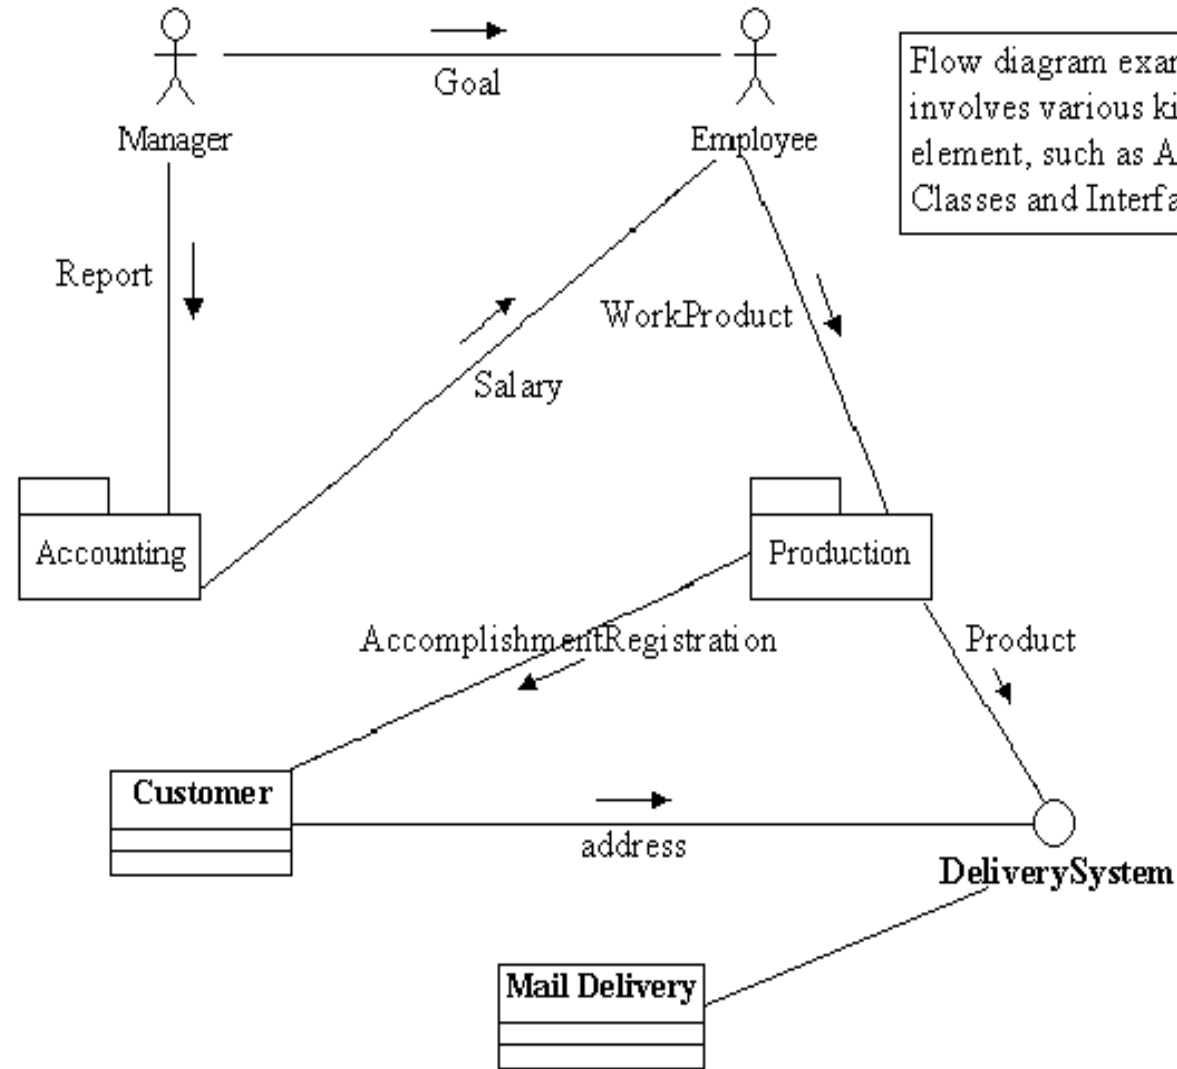 Goal
Manager
Employee
Flow diagram exa
involves various ki
element, such as A
Classes and Interfa
Report
WorkProduct
Salary
Accounting
Production
AccomplishmentRegistration
Product
Customer
address
DeliverySystem
Mail Delivery